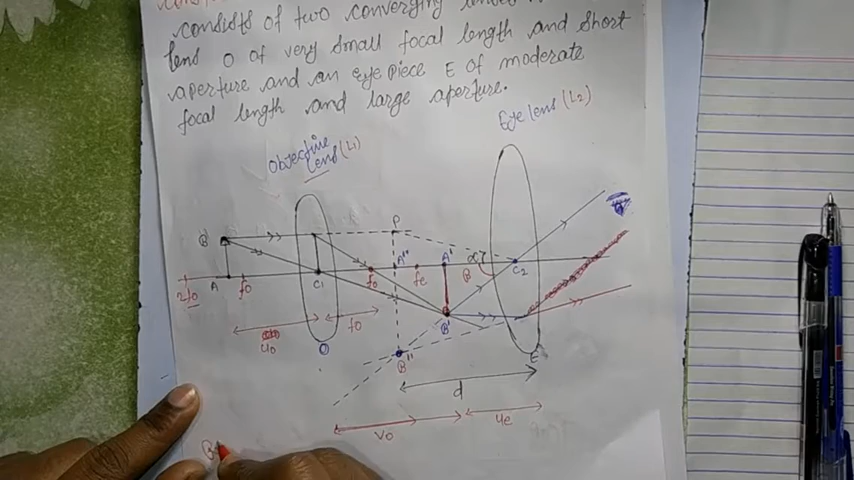 consists of two converging lenses
lens O of very small focal length and short
aperture and an eye piece E of moderate
focal length and large aperture.
Objective lens (L1)
Eye lens (L2)
B
P
A
2fo
fo
C1
fo
A"
fe
A'
α
β
C2
uo
fo
O
B'
B"
E
d
vo
ue